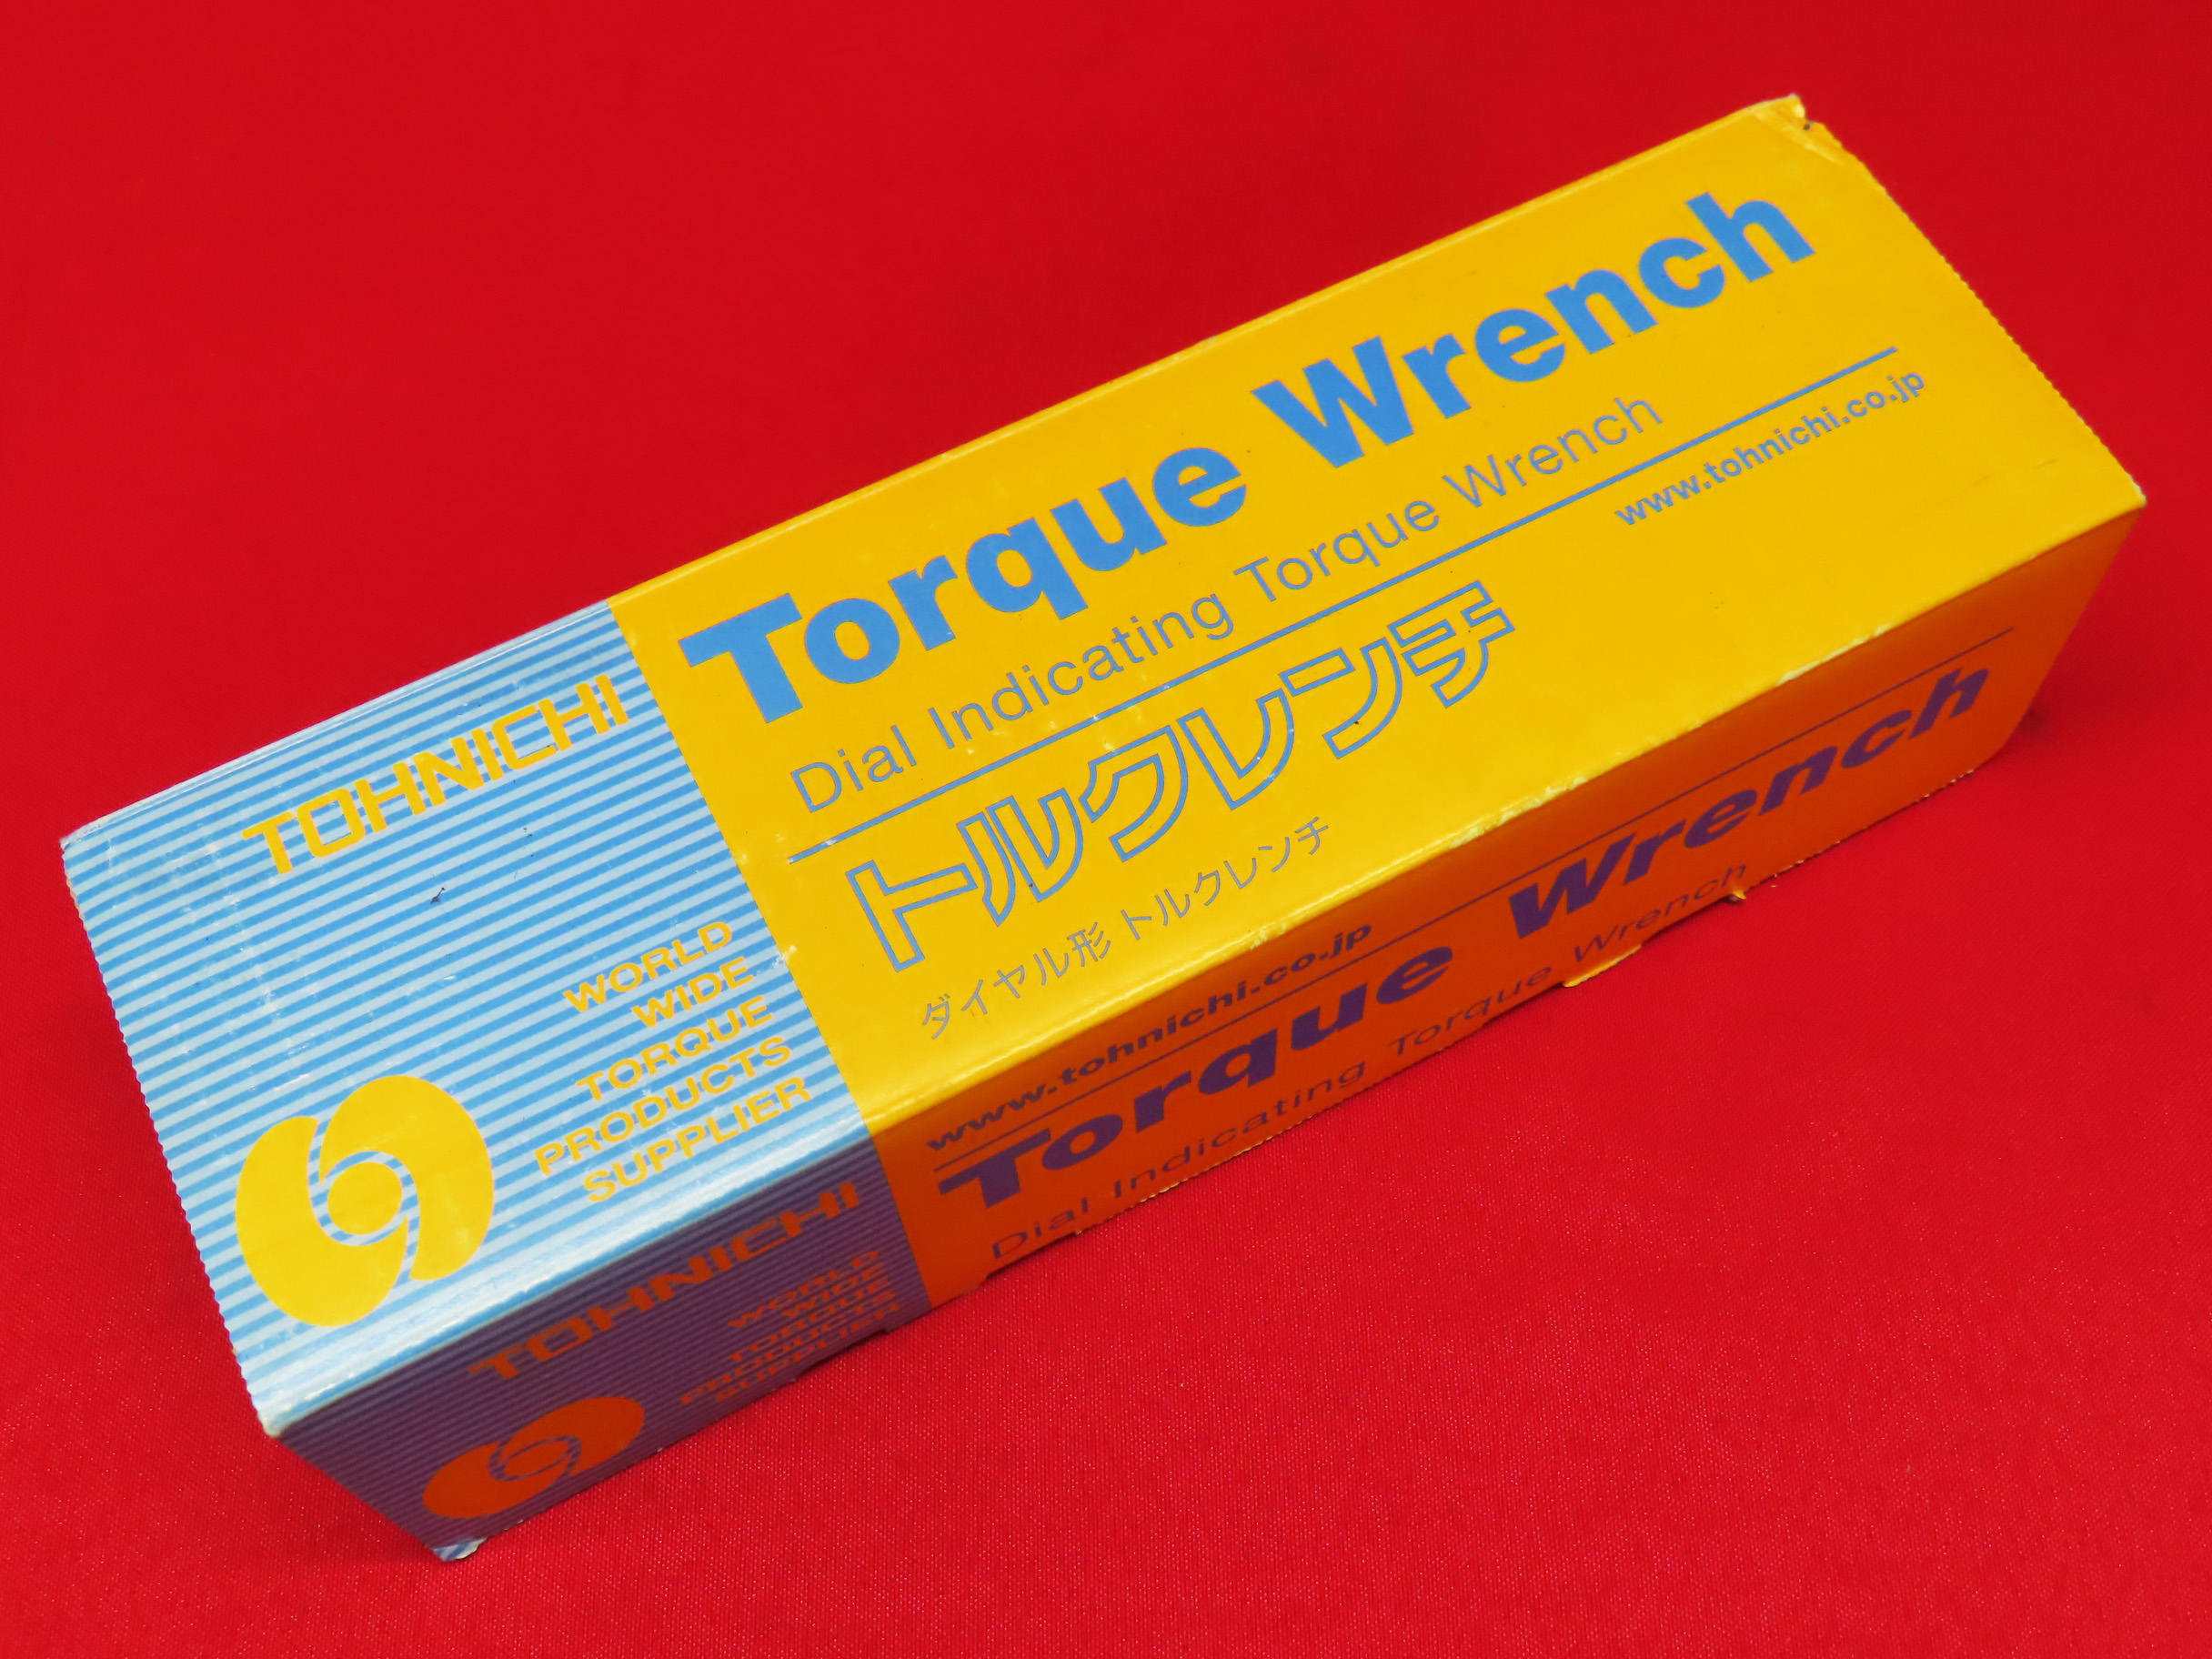 TOHNICHI
WORLD
WIDE
TORQUE
PRODUCTS
SUPPLIER
Torque Wrench
Dial Indicating Torque Wrench
www.tohnichi.co.jp
トルクレンチ
ダイヤル形 トルクレンチ
TOHNICHI
WORLD
WIDE
TORQUE
PRODUCTS
SUPPLIER
www.tohnichi.co.jp
Torque Wrench
Dial Indicating Torque Wrench